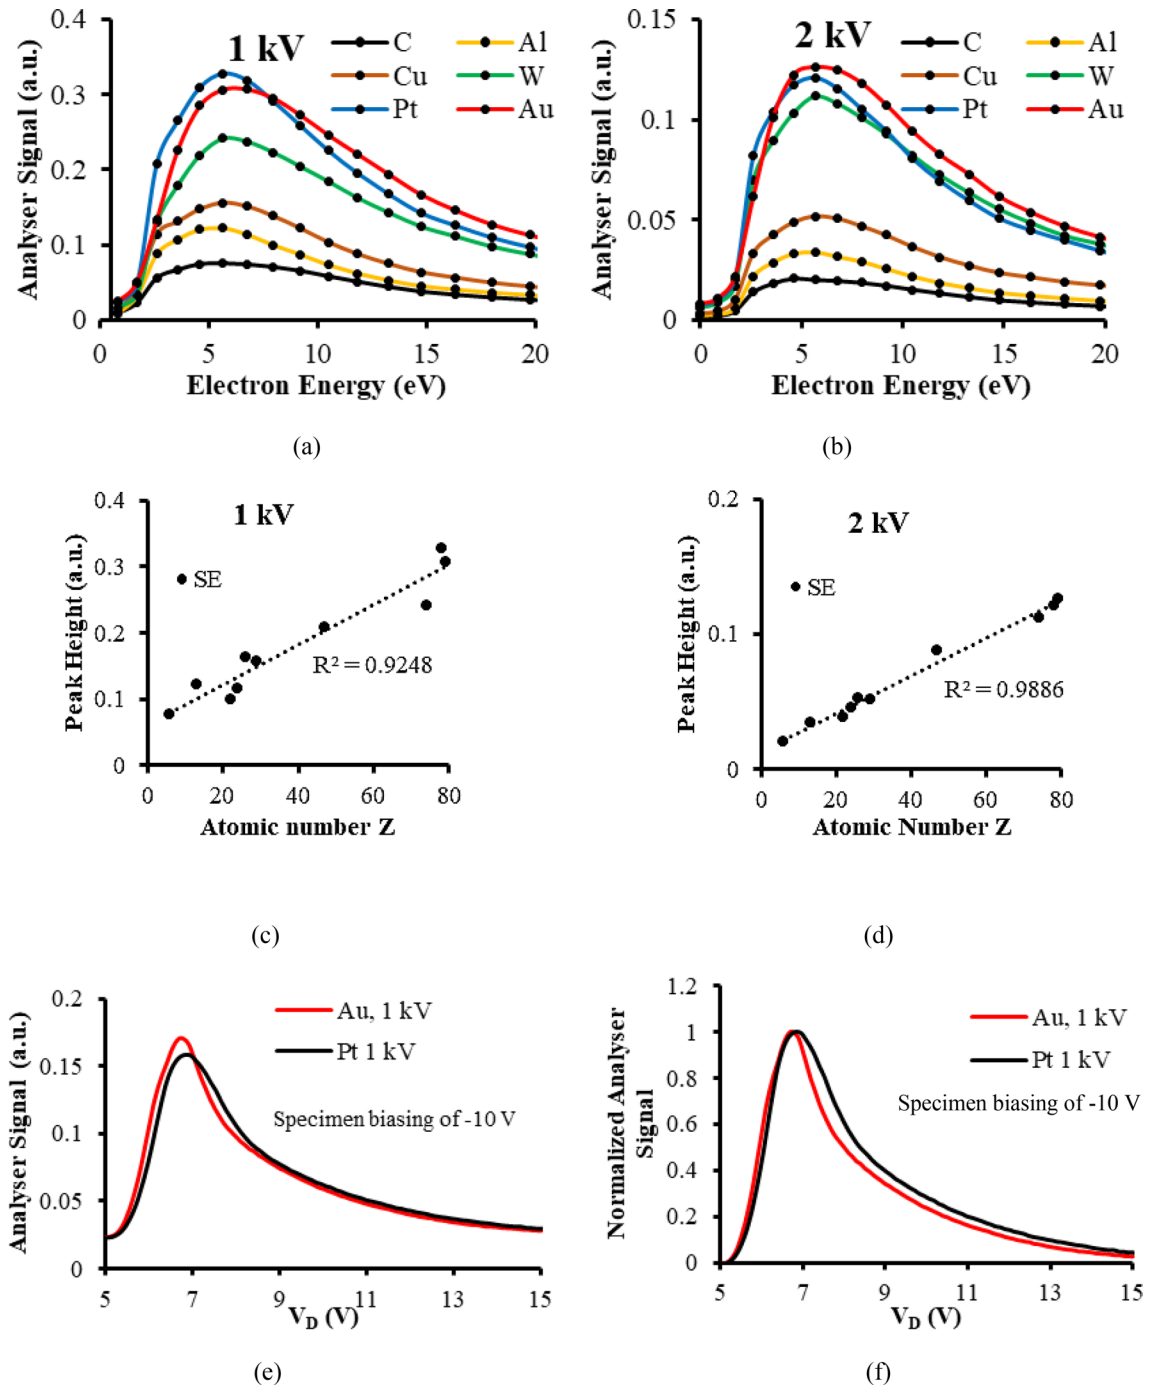 0.4
0.3
0.2
0.1
0
Analyser Signal (a.u.)
1 kV
C
Al
Cu
W
Pt
Au
0 5 10 15 20
Electron Energy (eV)
(a)
0.15
0.1
0.05
0
Analyser Signal (a.u.)
2 kV
C
Al
Cu
W
Pt
Au
0 5 10 15 20
Electron Energy (eV)
(b)
0.4
0.3
0.2
0.1
0
Peak Height (a.u.)
1 kV
SE
R² = 0.9248
0 20 40 60 80
Atomic number Z
(c)
0.2
0.1
0
Peak Height (a.u.)
2 kV
SE
R² = 0.9886
0 20 40 60 80
Atomic Number Z
(d)
0.2
0.15
0.1
0.05
0
Analyser Signal (a.u.)
Au, 1 kV
Pt 1 kV
Specimen biasing of -10 V
5 7 9 11 13 15
V_D (V)
(e)
1.2
1
0.8
0.6
0.4
0.2
0
Normalized Analyser
Signal
Au, 1 kV
Pt 1 kV
Specimen biasing of -10 V
5 7 9 11 13 15
V_D (V)
(f)